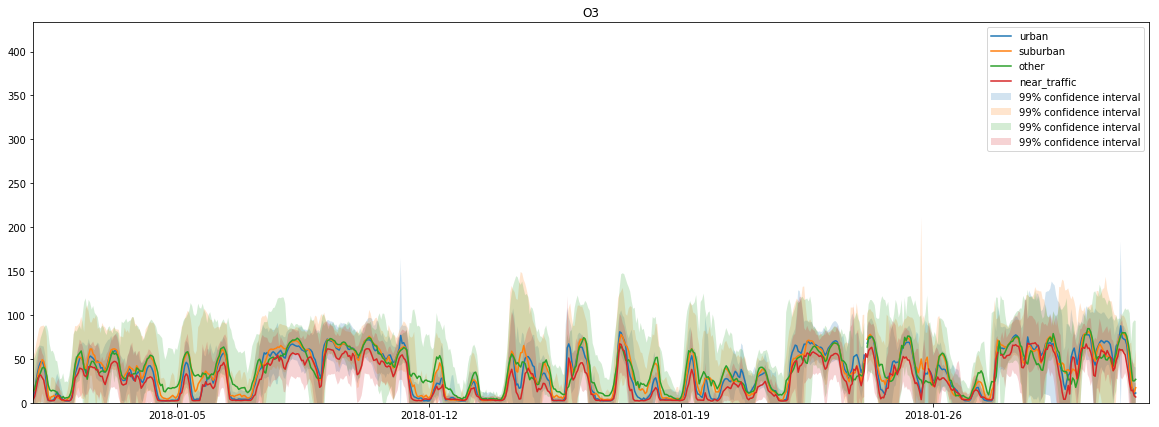 O3
400
350
300
250
200
150
100
50
0
urban
suburban
other
near_traffic
99% confidence interval
99% confidence interval
99% confidence interval
99% confidence interval
2018-01-05
2018-01-12
2018-01-19
2018-01-26